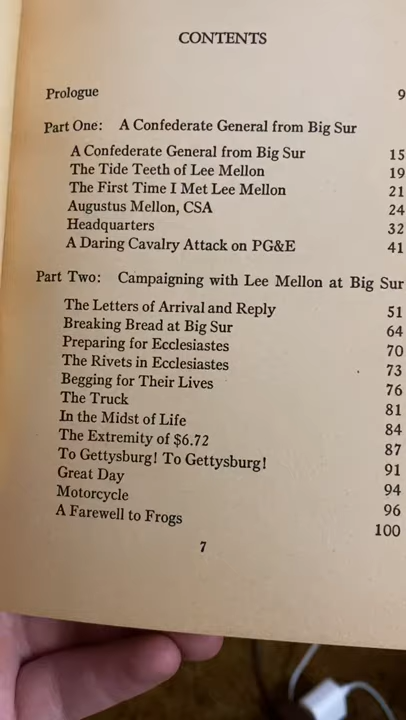 CONTENTS
Prologue 9
Part One: A Confederate General from Big Sur
A Confederate General from Big Sur 15
The Tide Teeth of Lee Mellon 19
The First Time I Met Lee Mellon 21
Augustus Mellon, CSA 24
Headquarters 32
A Daring Cavalry Attack on PG&E 41
Part Two: Campaigning with Lee Mellon at Big Sur
The Letters of Arrival and Reply 51
Breaking Bread at Big Sur 64
Preparing for Ecclesiastes 70
The Rivets in Ecclesiastes 73
Begging for Their Lives 76
The Truck 81
In the Midst of Life 84
The Extremity of $6.72 87
To Gettysburg! To Gettysburg! 91
Great Day 94
Motorcycle 96
A Farewell to Frogs 100
7